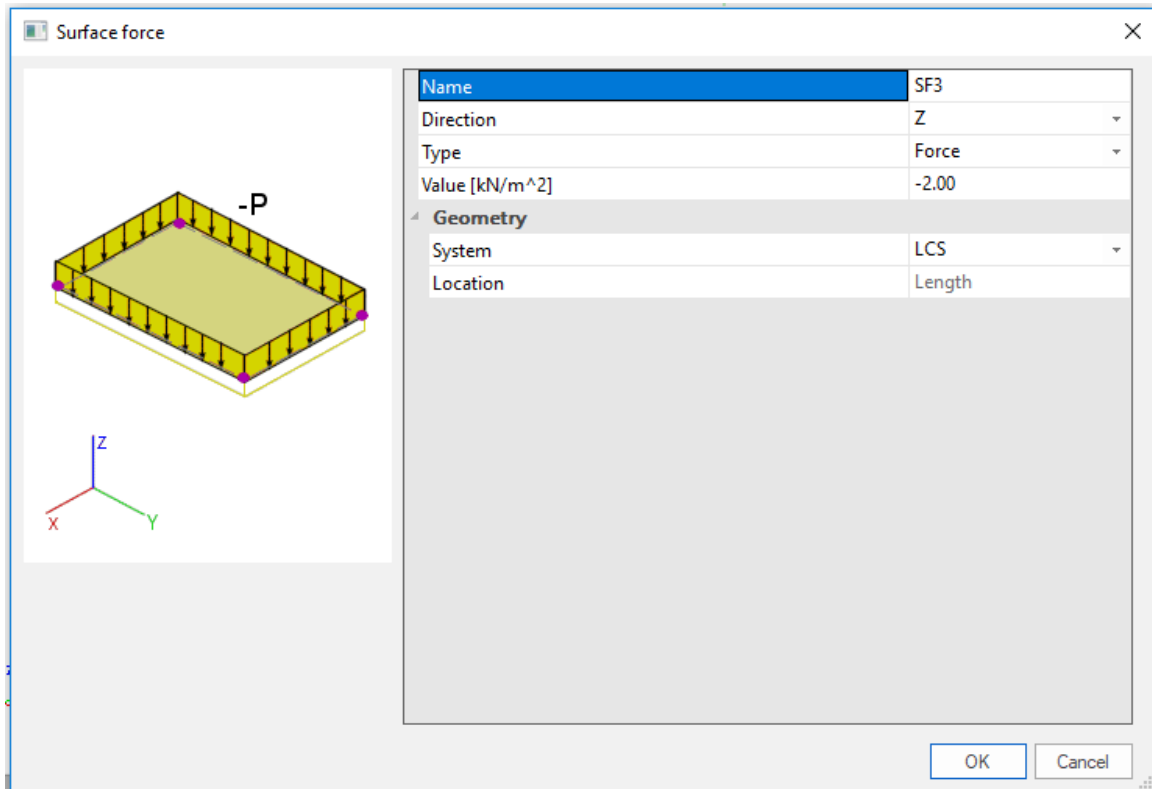 Surface force
-P
Z
X
Y
Name SF3
Direction Z
Type Force
Value [kN/m^2] -2.00
Geometry
System LCS
Location Length
OK Cancel